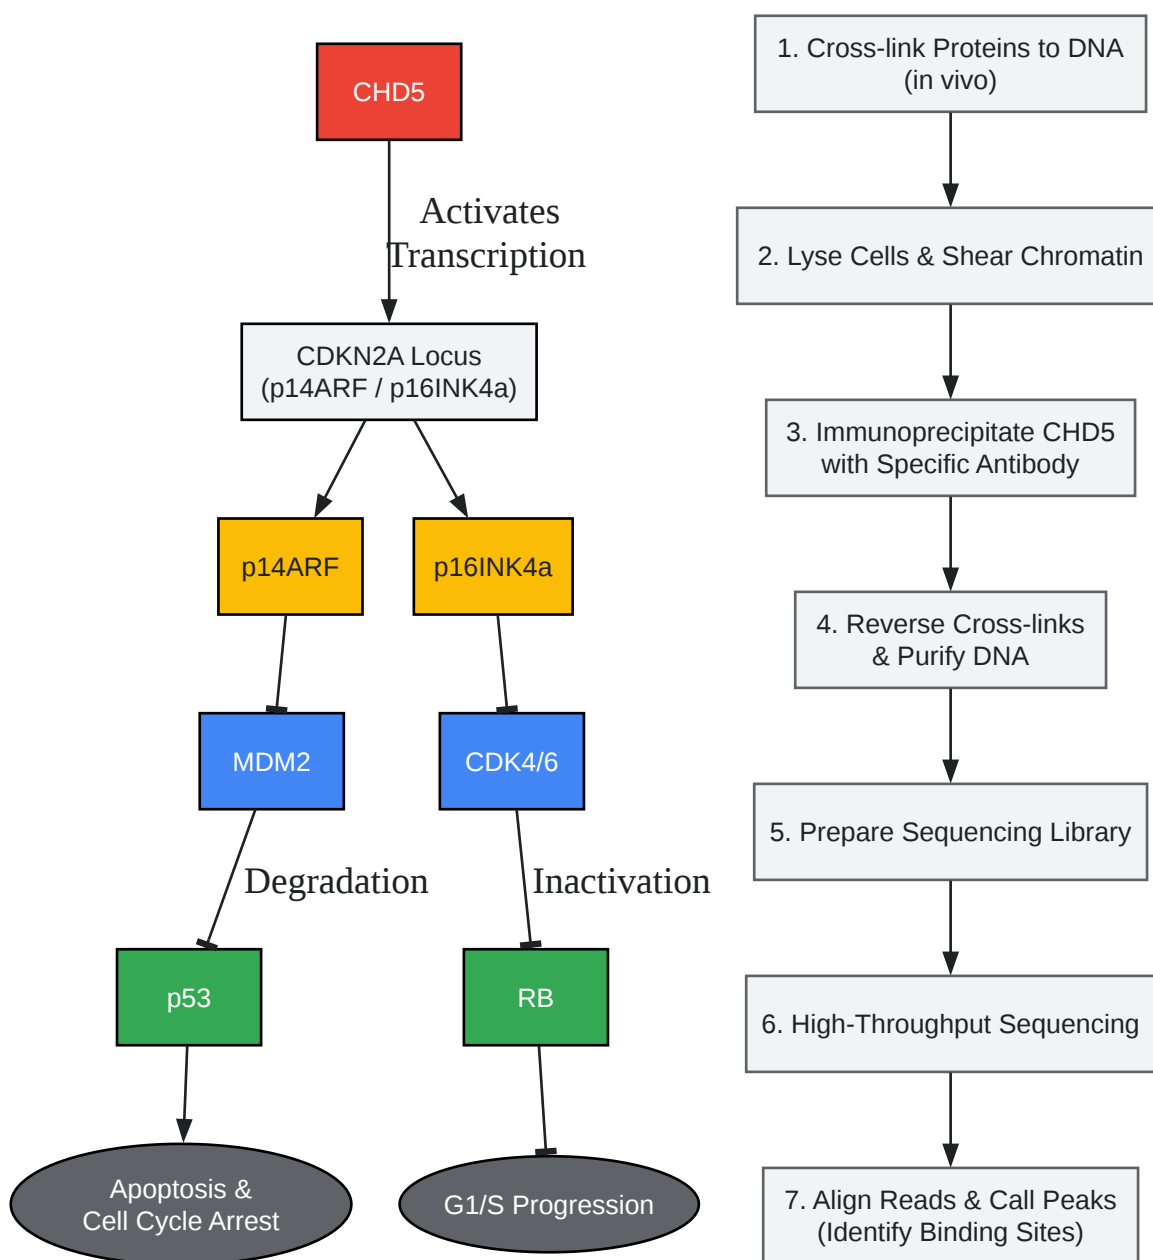 CHD5
Activates
Transcription
CDKN2A Locus
(p14ARF / p16INK4a)
p14ARF
p16INK4a
MDM2
CDK4/6
Degradation
Inactivation
p53
RB
Apoptosis &
Cell Cycle Arrest
G1/S Progression
1. Cross-link Proteins to DNA
(in vivo)
2. Lyse Cells & Shear Chromatin
3. Immunoprecipitate CHD5
with Specific Antibody
4. Reverse Cross-links
& Purify DNA
5. Prepare Sequencing Library
6. High-Throughput Sequencing
7. Align Reads & Call Peaks
(Identify Binding Sites)